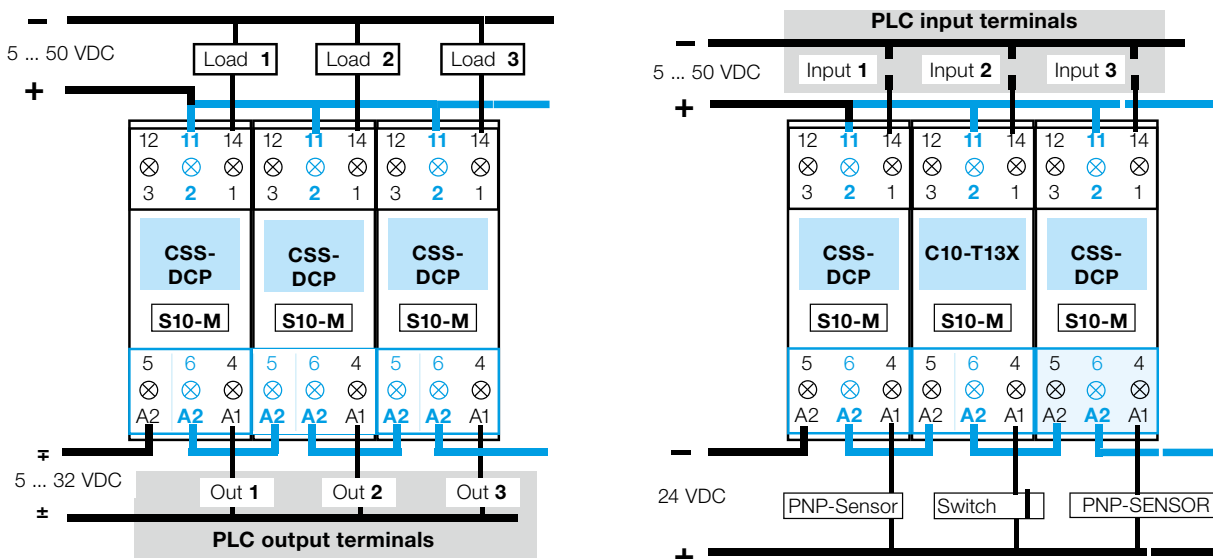 −
5 ... 50 VDC
+
Load 1
Load 2
Load 3
12 11 14 12 11 14 12 11 14
3 2 1 3 2 1 3 2 1
CSS-
DCP
CSS-
DCP
CSS-
DCP
S10-M
S10-M
S10-M
5 6 4 5 6 4 5 6 4
A2 A2 A1 A2 A2 A1 A2 A2 A1
∓
5 ... 32 VDC
±
Out 1
Out 2
Out 3
PLC output terminals
PLC input terminals
−
5 ... 50 VDC
+
Input 1
Input 2
Input 3
12 11 14 12 11 14 12 11 14
3 2 1 3 2 1 3 2 1
CSS-
DCP
C10-T13X
CSS-
DCP
S10-M
S10-M
S10-M
5 6 4 5 6 4 5 6 4
A2 A2 A1 A2 A2 A1 A2 A2 A1
−
24 VDC
+
PNP-Sensor
Switch
PNP-SENSOR